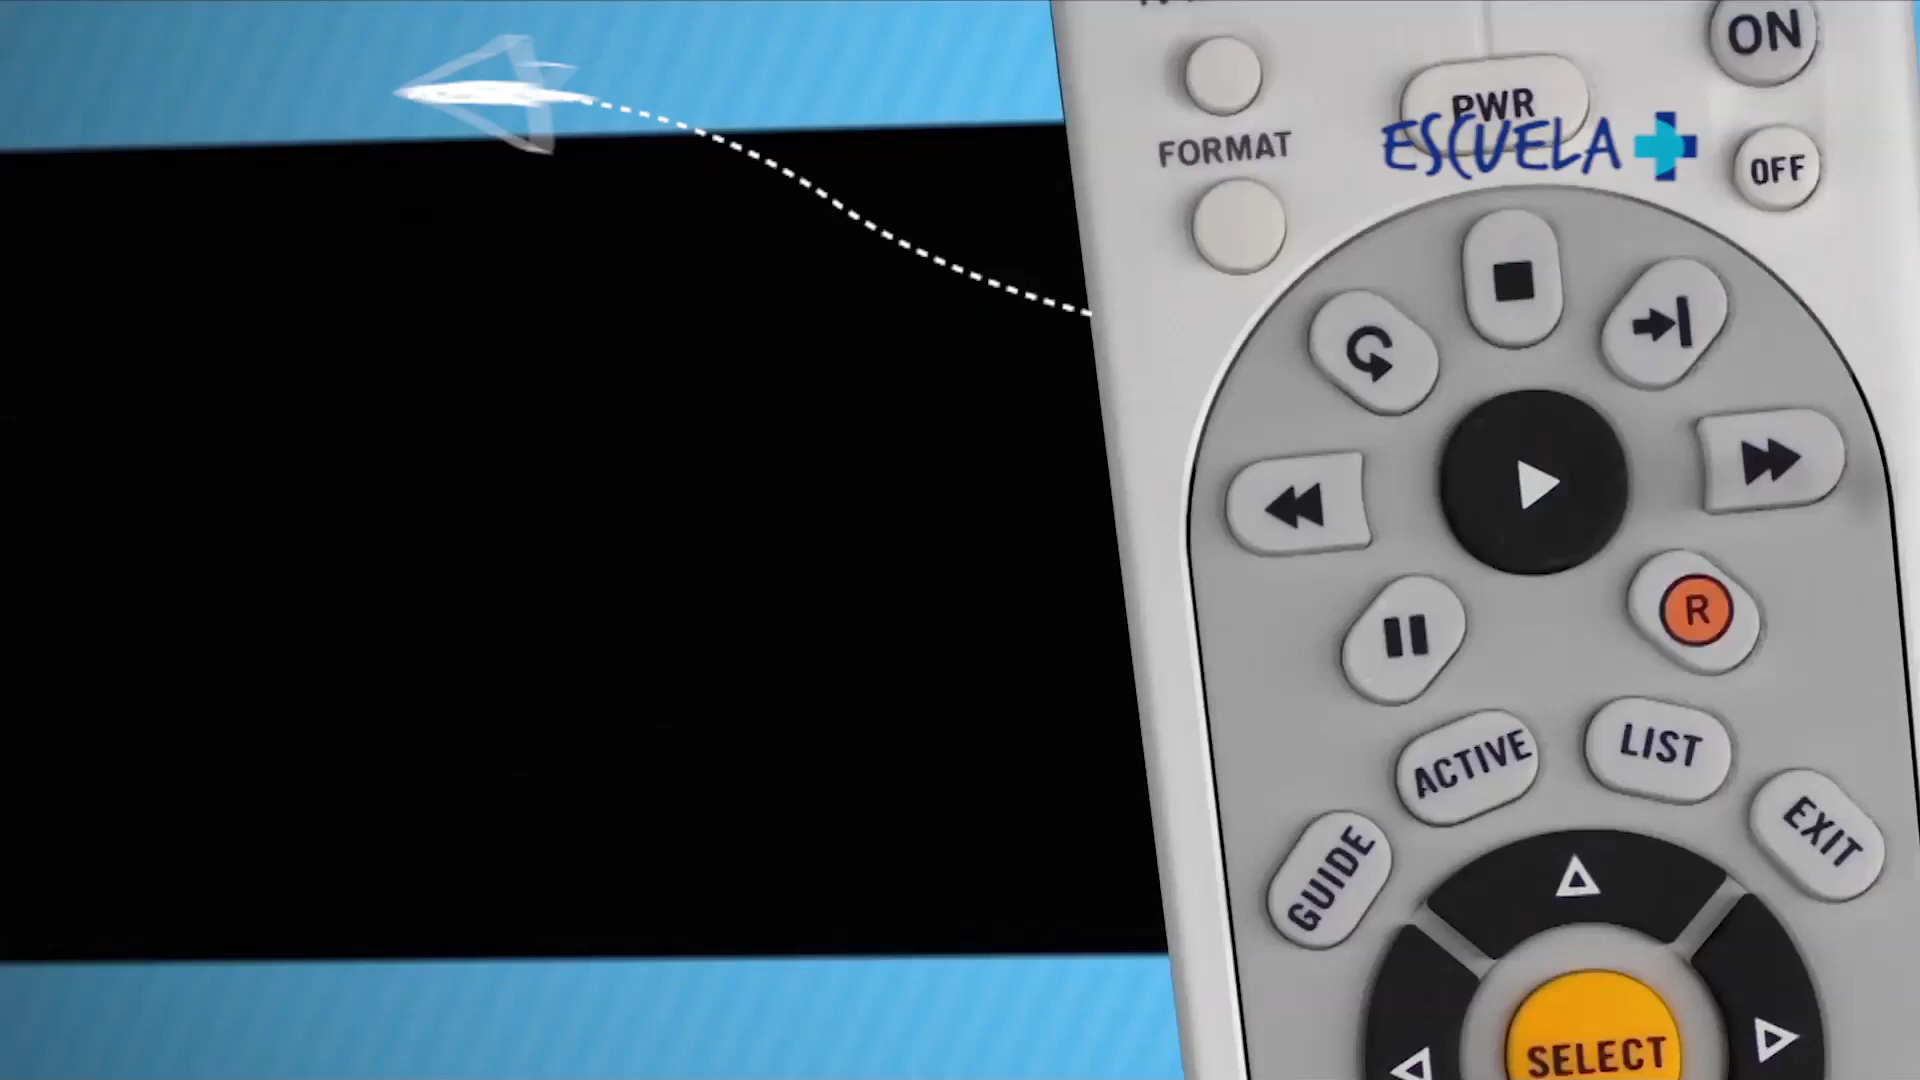 ON
PWR
FORMAT
ESCUELA
OFF
R
ACTIVE
LIST
EXIT
GUIDE
SELECT